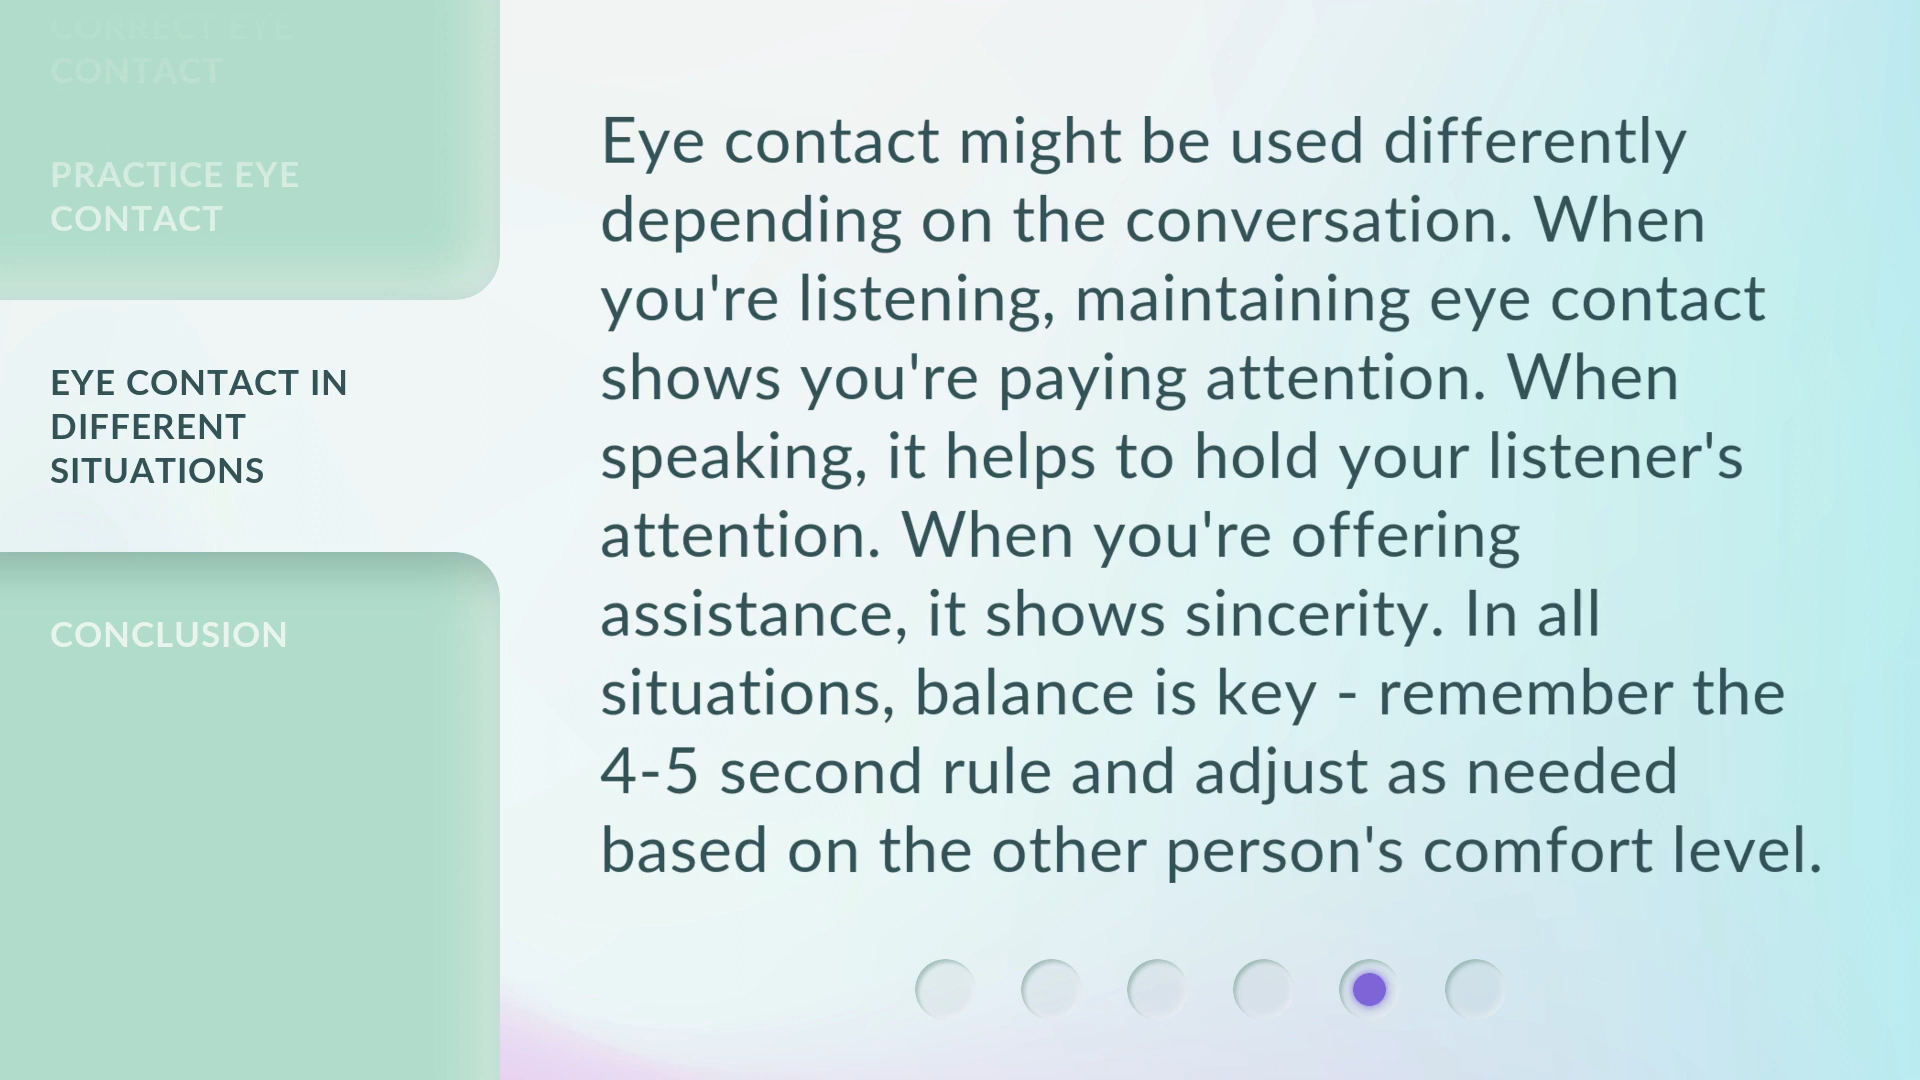 CORRECT EYE
CONTACT
PRACTICE EYE
CONTACT
EYE CONTACT IN
DIFFERENT
SITUATIONS
CONCLUSION
Eye contact might be used differently
depending on the conversation. When
you're listening, maintaining eye contact
shows you're paying attention. When
speaking, it helps to hold your listener's
attention. When you're offering
assistance, it shows sincerity. In all
situations, balance is key - remember the
4-5 second rule and adjust as needed
based on the other person's comfort level.